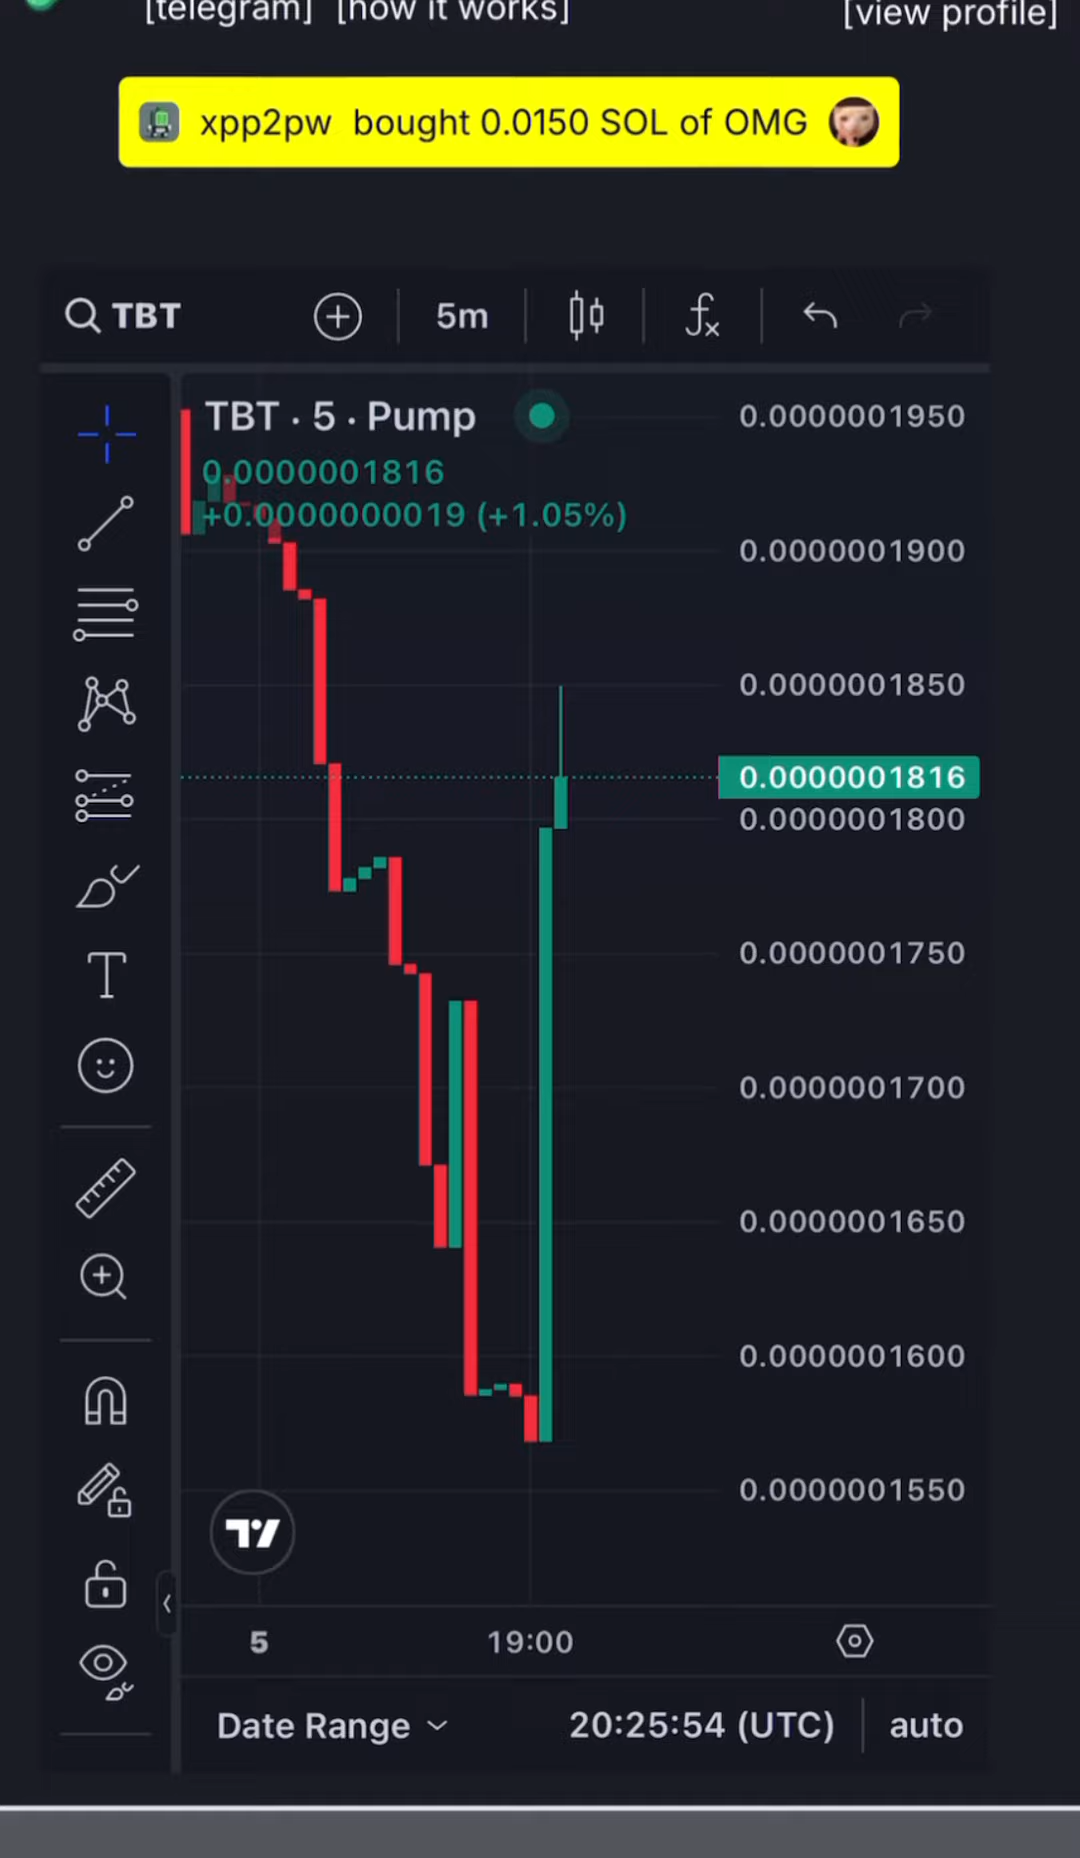 [telegram] [how it works]
[view profile]
xpp2pw bought 0.0150 SOL of OMG
TBT
5m
TBT · 5 · Pump
0.0000001816
+0.0000000019 (+1.05%)
0.0000001950
0.0000001900
0.0000001850
0.0000001816
0.0000001800
0.0000001750
0.0000001700
0.0000001650
0.0000001600
0.0000001550
5
19:00
Date Range
20:25:54 (UTC)
auto